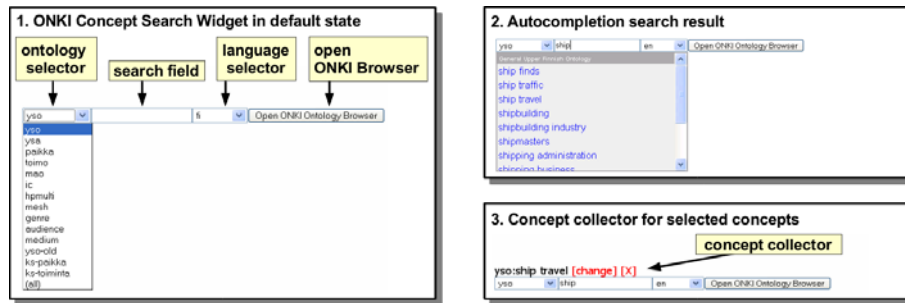 1. ONKI Concept Search Widget in default state
ontology selector
search field
language selector
open ONKI Browser
yso fi Open ONKI Ontology Browser
yso
ysa
paikka
toimo
mao
ic
hpmulti
mesh
genre
audience
medium
yso-old
ks-paikka
ks-toiminta
(all)
2. Autocompletion search result
yso ship en Open ONKI Ontology Browser
General Upper Finnish Ontology
ship finds
ship traffic
ship travel
shipbuilding
shipbuilding industry
shipmasters
shipping administration
shipping business
3. Concept collector for selected concepts
concept collector
yso:ship travel [change] [X]
yso ship en Open ONKI Ontology Browser